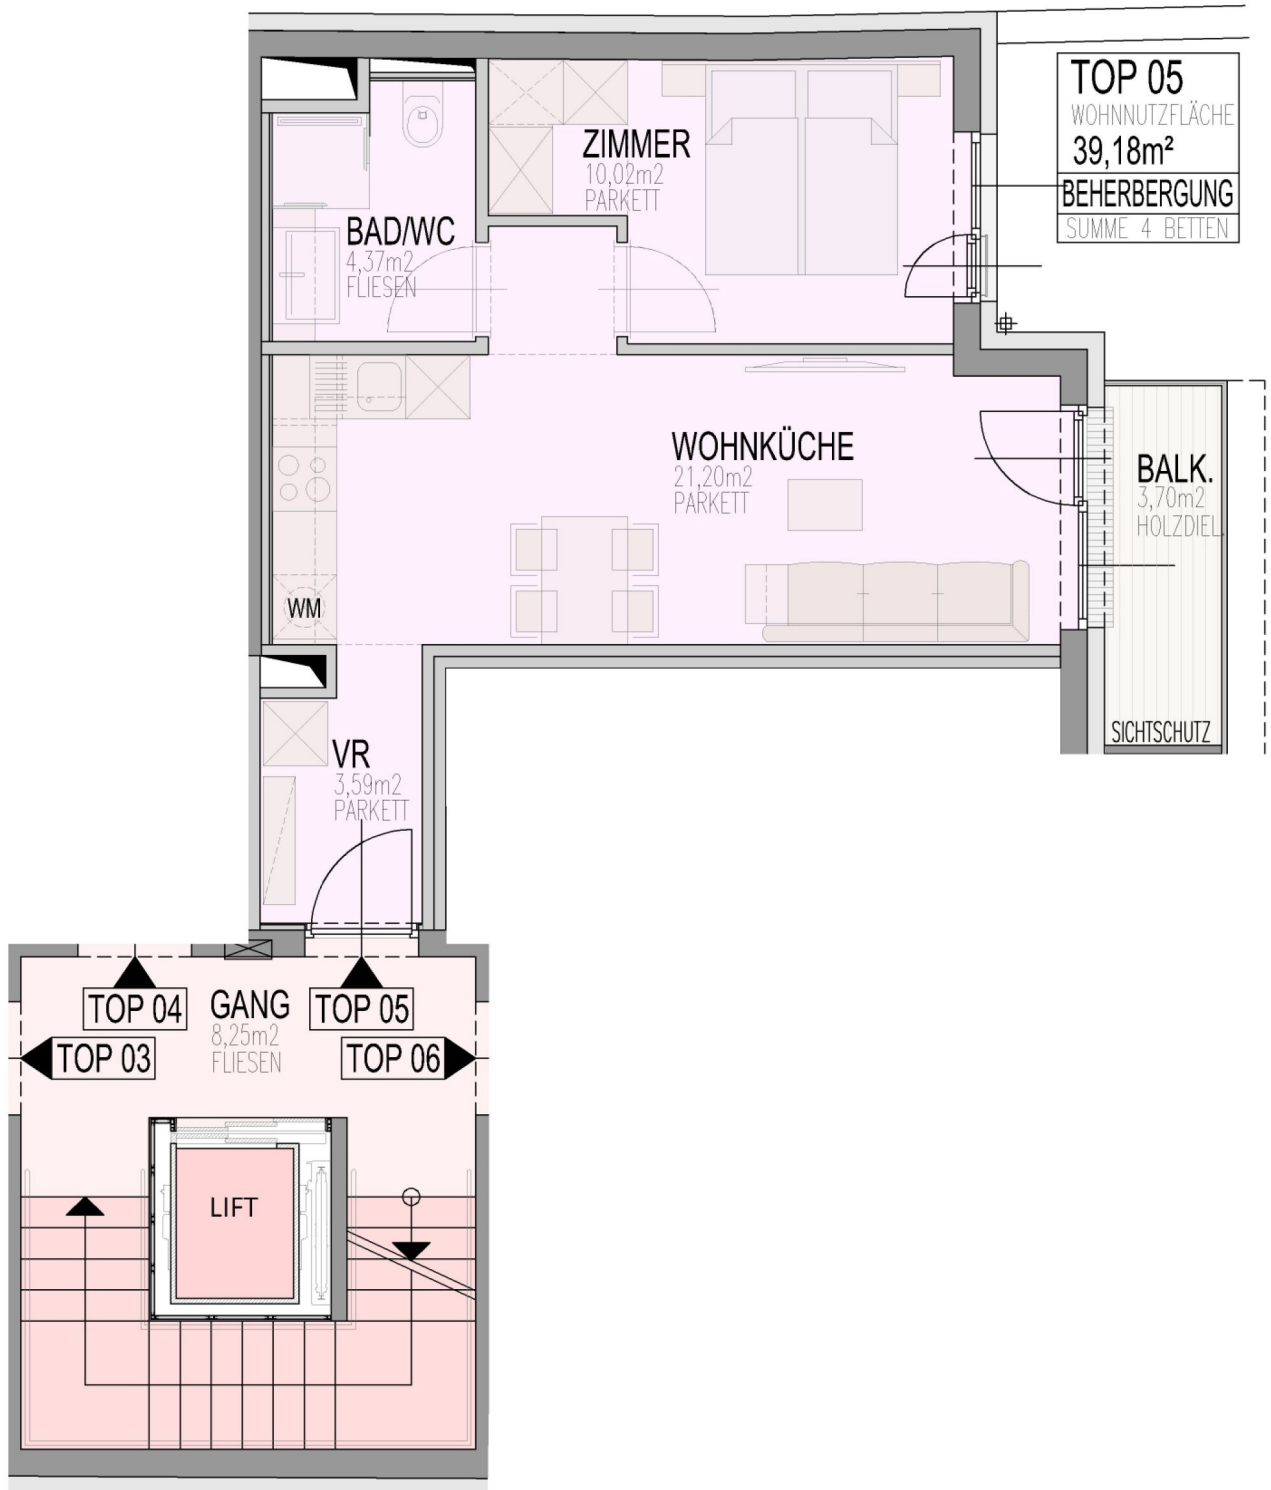 TOP 05
WOHNNUTZFLÄCHE
39,18m²
BEHERBERGUNG
SUMME 4 BETTEN
ZIMMER
10,02m2
PARKETT
BAD/WC
4,37m2
FLIESEN
WOHNKÜCHE
21,20m2
PARKETT
BALK.
3,70m2
HOLZDIEL.
WM
SICHTSCHUTZ
VR
3,59m2
PARKETT
TOP 04
GANG
8,25m2
FLIESEN
TOP 05
TOP 03
TOP 06
LIFT